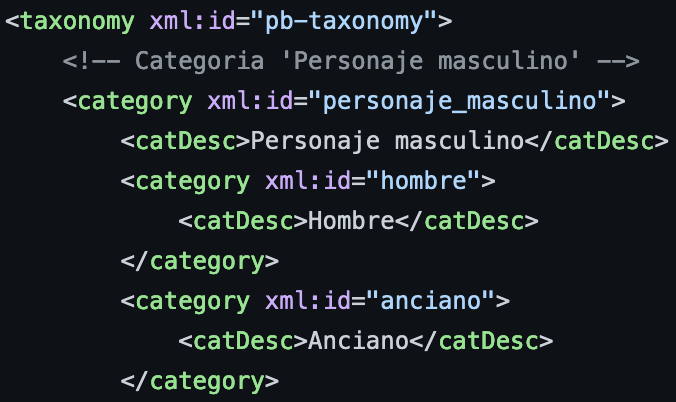 <taxonomy xml:id="pb-taxonomy">
<!-- Categoria 'Personaje masculino' -->
<category xml:id="personaje_masculino">
<catDesc>Personaje masculino</catDesc>
<category xml:id="hombre">
<catDesc>Hombre</catDesc>
</category>
<category xml:id="anciano">
<catDesc>Anciano</catDesc>
</category>